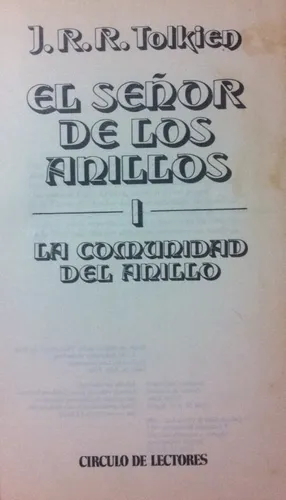 J.R.R. Tolkien
EL SEÑOR
DE LOS
ANILLOS
I
LA COMUNIDAD
DEL ANILLO
CIRCULO DE LECTORES